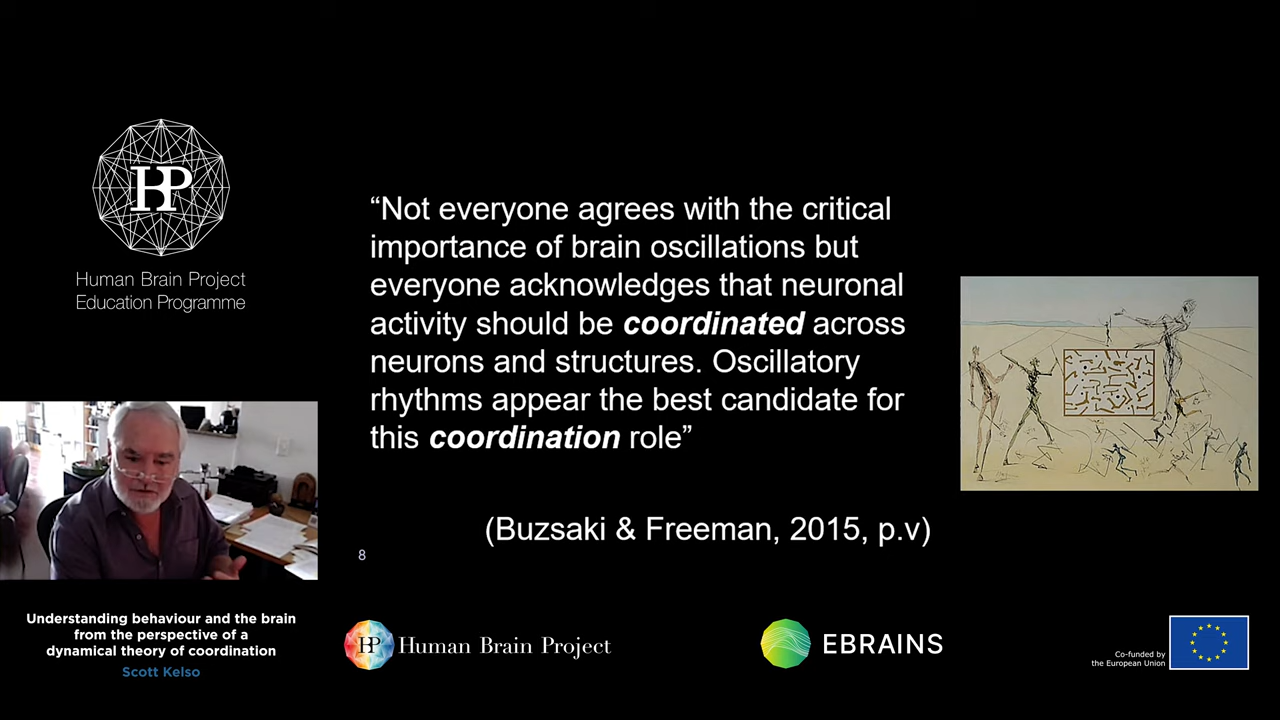 HP
Human Brain Project
Education Programme
“Not everyone agrees with the critical
importance of brain oscillations but
everyone acknowledges that neuronal
activity should be coordinated across
neurons and structures. Oscillatory
rhythms appear the best candidate for
this coordination role”
(Buzsaki & Freeman, 2015, p.v)
8
Understanding behaviour and the brain
from the perspective of a
dynamical theory of coordination
Scott Kelso
HP Human Brain Project
EBRAINS
Co-funded by
the European Union